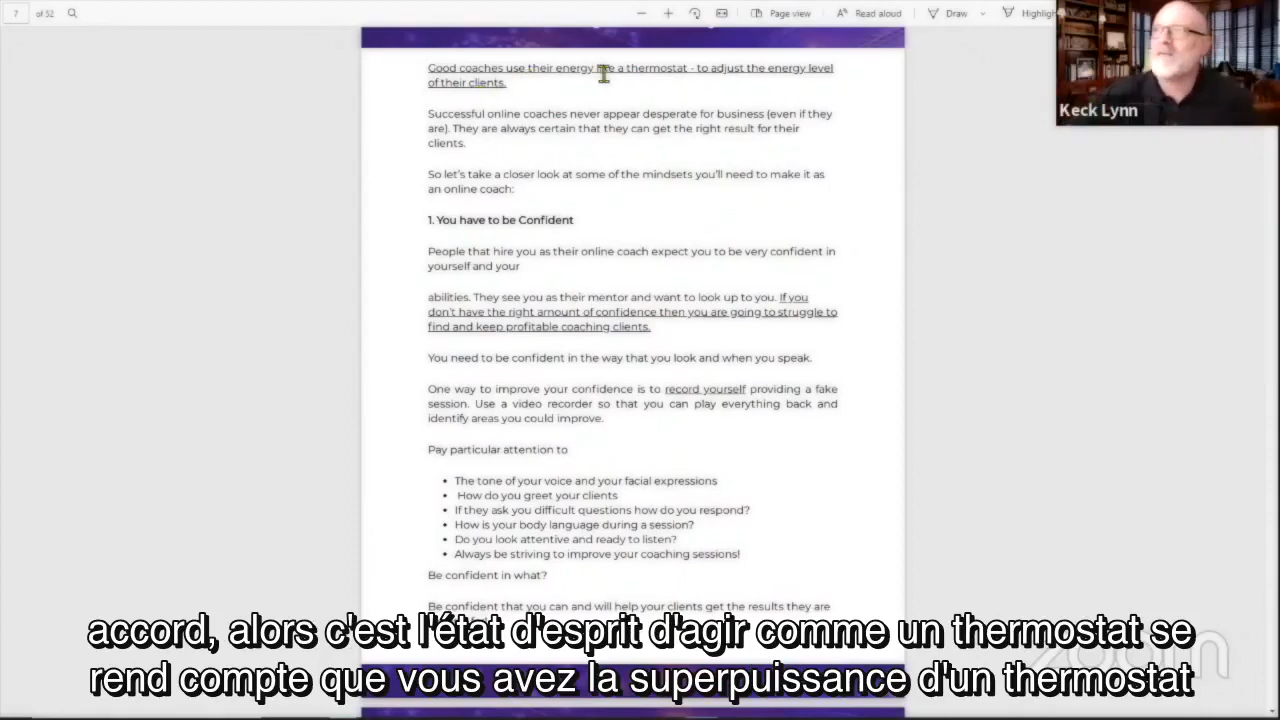 7 of 52 Page view Read aloud Draw
Good coaches use their energy like a thermostat - to adjust the energy level
of their clients.
Successful online coaches never appear desperate for business (even if they
are). They are always certain that they can get the right result for their
clients.
So let's take a closer look at some of the mindsets you'll need to make it as
an online coach:
1. You have to be Confident
People that hire you as their online coach expect you to be very confident in
yourself and your
abilities. They see you as their mentor and want to look up to you. If you
don't have the right amount of confidence then you are going to struggle to
find and keep profitable coaching clients.
You need to be confident in the way that you look and when you speak.
One way to improve your confidence is to record yourself providing a fake
session. Use a video recorder so that you can play everything back and
identify areas you could improve.
Pay particular attention to
• The tone of your voice and your facial expressions
• How do you greet your clients
• If they ask you difficult questions how do you respond?
• How is your body language during a session?
• Do you look attentive and ready to listen?
• Always be striving to improve your coaching sessions!
Be confident in what?
Be confident that you can and will help your clients get the results they are
Keck Lynn
zoom
accord, alors c'est l'état d'esprit d'agir comme un thermostat se
rend compte que vous avez la superpuissance d'un thermostat